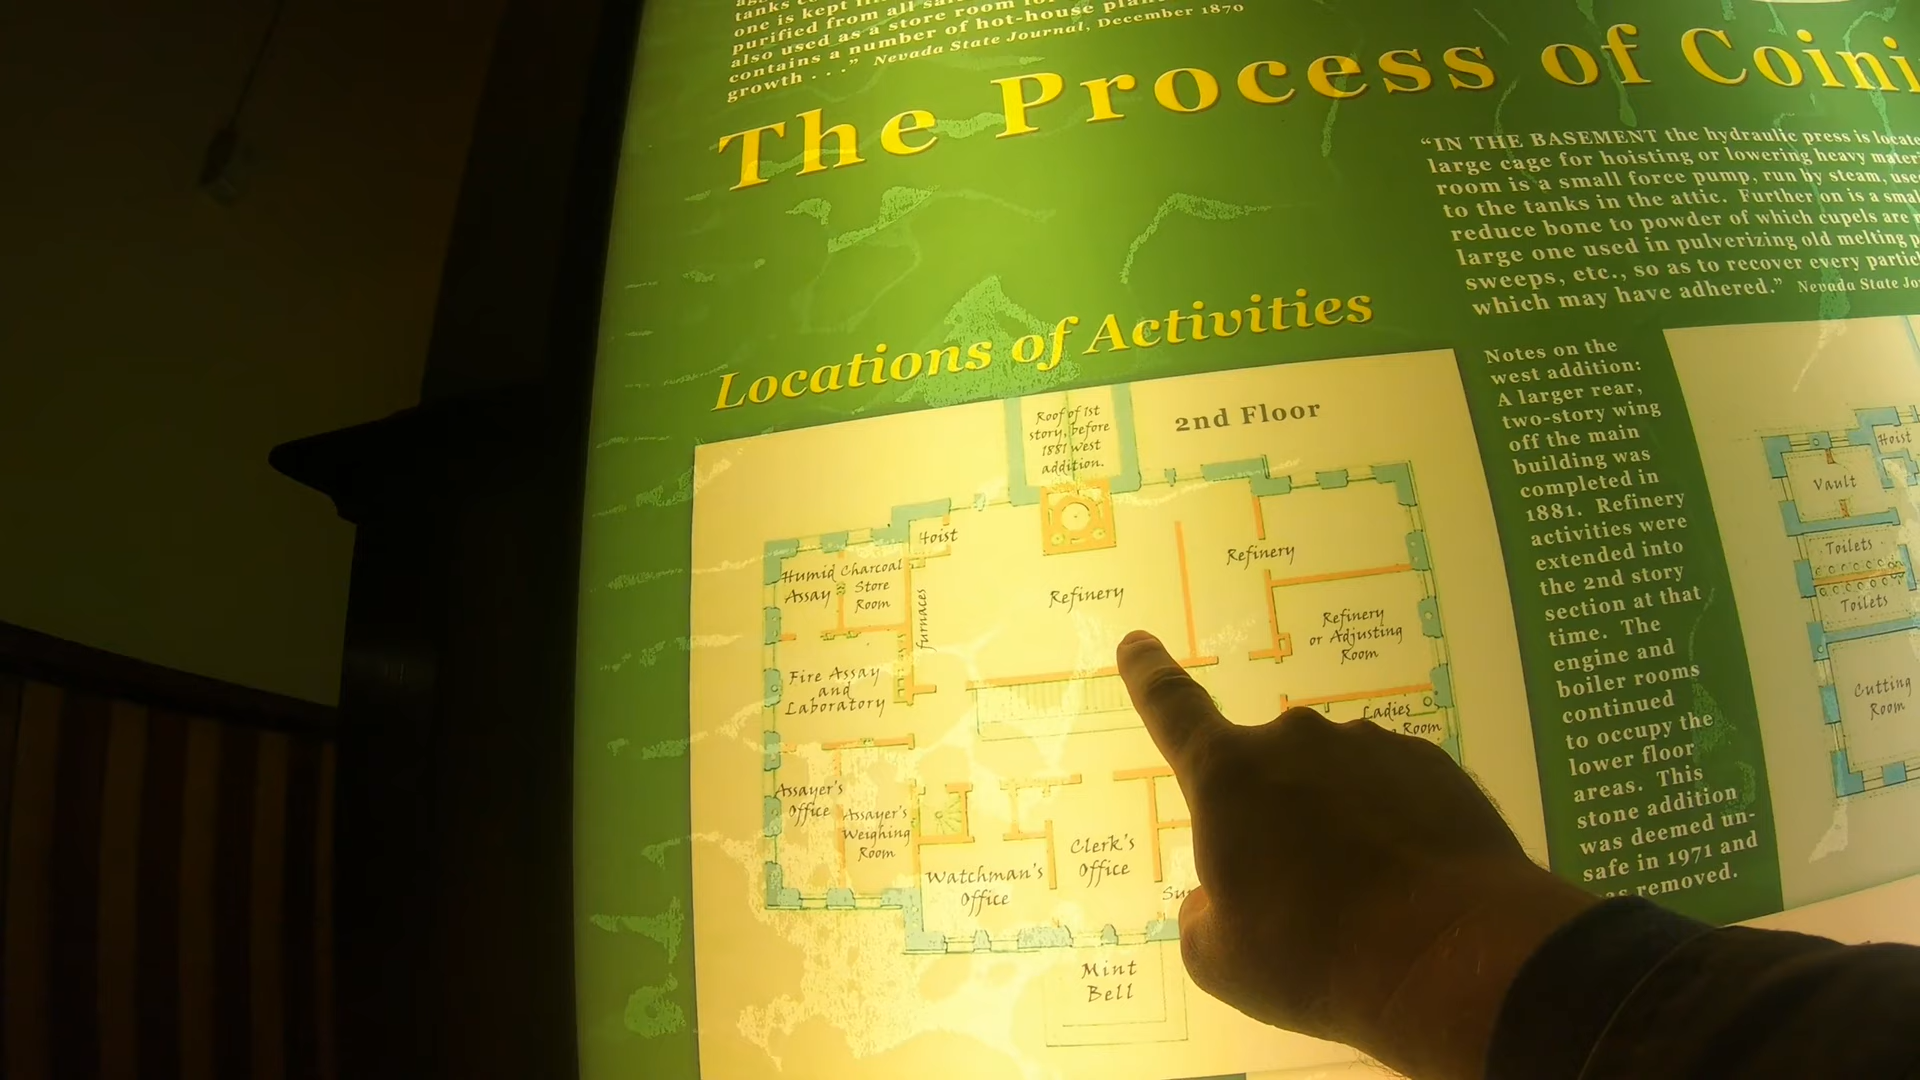 tanks
one is kept
purified from all
also used as a store room for
contains a number of hot-house
growth . . ." Nevada State Journal, December 1870
The Process of Coini
"IN THE BASEMENT the hydraulic press is locate
large cage for hoisting or lowering heavy mater
room is a small force pump, run by steam, use
to the tanks in the attic. Further on is a smal
reduce bone to powder of which cupels are
large one used in pulverizing old melting p
sweeps, etc., so as to recover every partic
which may have adhered." Nevada State Jo
Locations of Activities
2nd Floor
Roof of 1st
story, before
1881 west
addition.
Hoist
Humid
Assay
Charcoal
Store
Room
furnaces
Refinery
Refinery
Refinery
or Adjusting
Room
Fire Assay
and
Laboratory
Ladies
Room
Assayer's
Office
Assayer's
Weighing
Room
Watchman's
Office
Clerk's
Office
Su
Mint
Bell
Notes on the
west addition:
A larger rear,
two-story wing
off the main
building was
completed in
1881. Refinery
activities were
extended into
the 2nd story
section at that
time. The
engine and
boiler rooms
continued
to occupy the
lower floor
areas. This
stone addition
was deemed un-
safe in 1971 and
removed.
Hoist
Vault
Toilets
Toilets
Cutting
Room